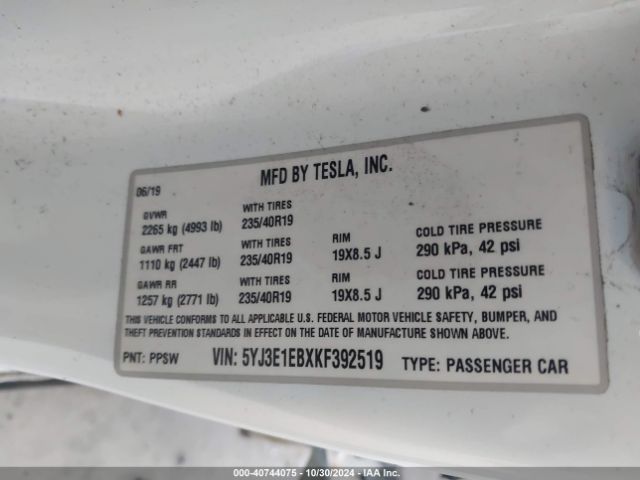 MFD BY TESLA, INC.
06/19
GVWR WITH TIRES
2265 kg (4993 lb) 235/40R19
GAWR FRT WITH TIRES RIM COLD TIRE PRESSURE
1110 kg (2447 lb) 235/40R19 19X8.5 J 290 kPa, 42 psi
GAWR RR WITH TIRES RIM COLD TIRE PRESSURE
1257 kg (2771 lb) 235/40R19 19X8.5 J 290 kPa, 42 psi
THIS VEHICLE CONFORMS TO ALL APPLICABLE U.S. FEDERAL MOTOR VEHICLE SAFETY, BUMPER, AND
THEFT PREVENTION STANDARDS IN EFFECT ON THE DATE OF MANUFACTURE SHOWN ABOVE.
PNT: PPSW VIN: 5YJ3E1EBXKF392519 TYPE: PASSENGER CAR
000-40744075 - 10/30/2024 - IAA Inc.